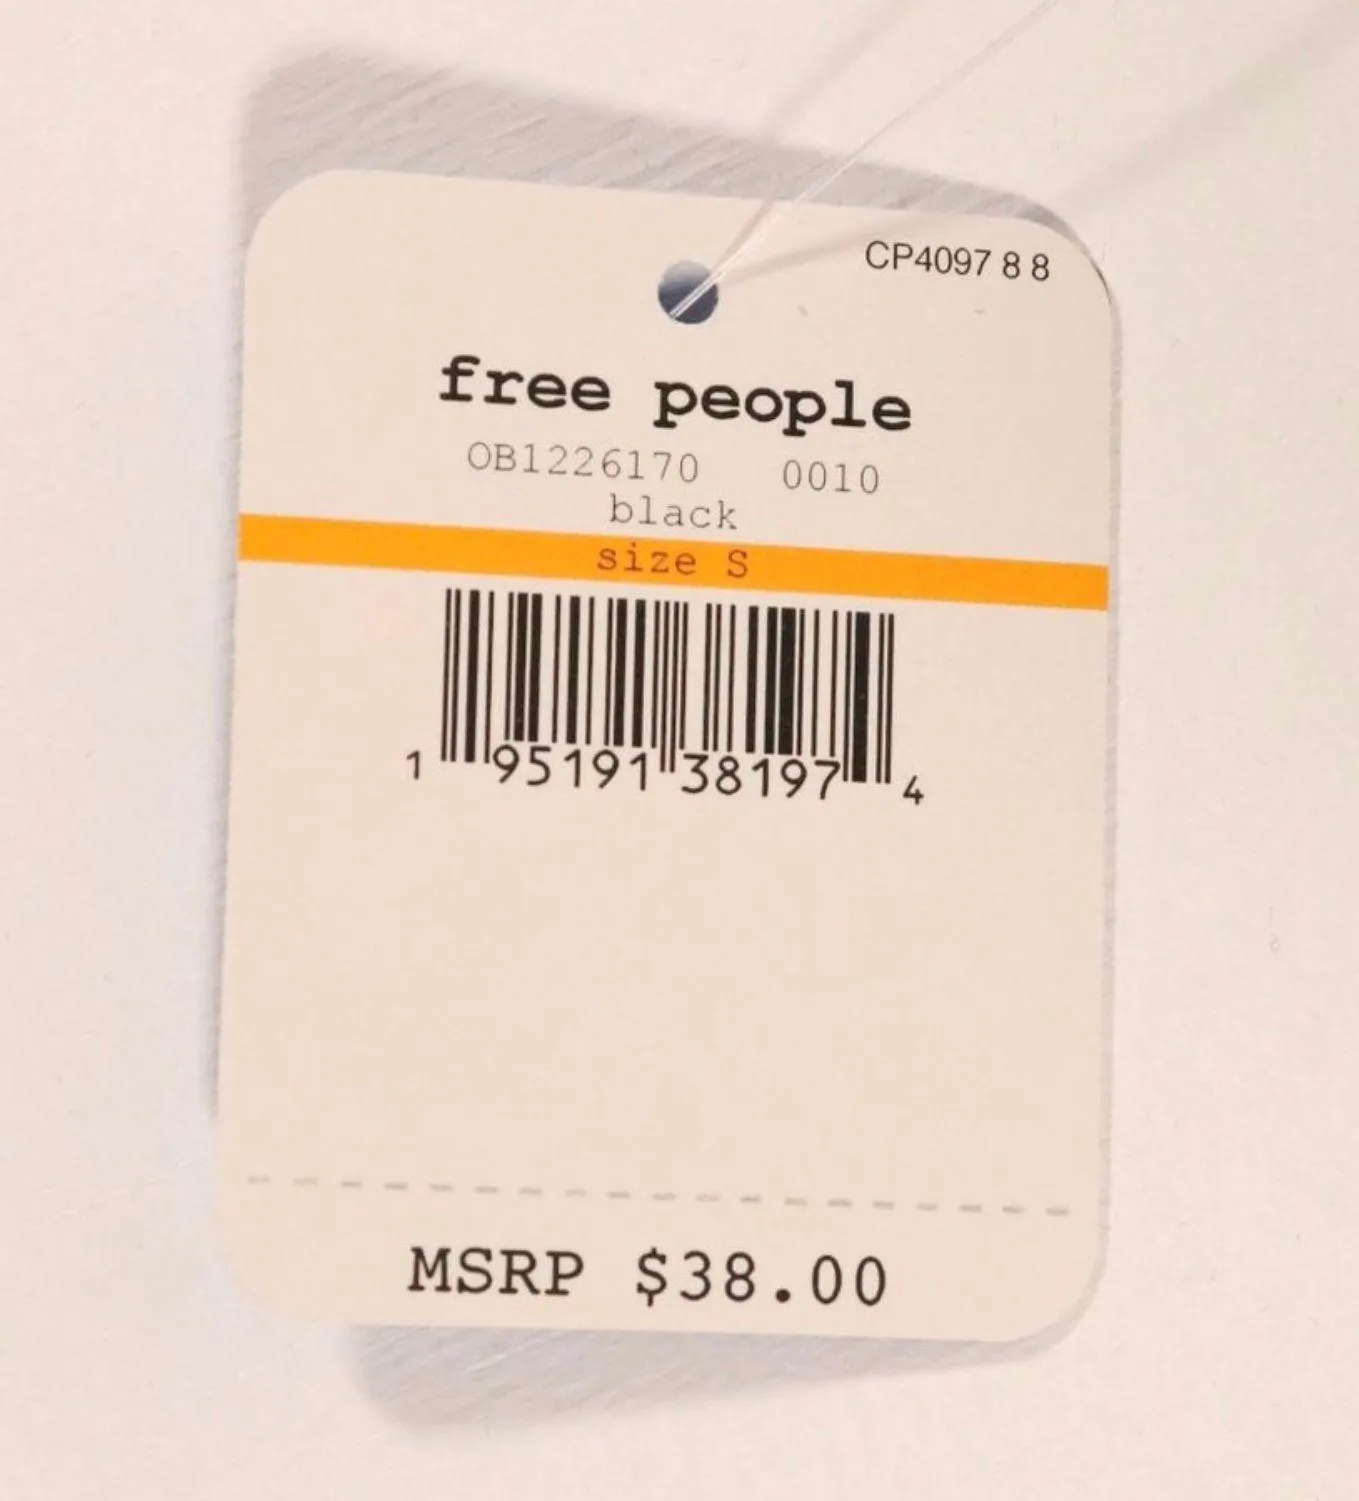 CP4097 8 8
free people
OB1226170 0010
black
size S
1 95191 38197 4
MSRP $38.00